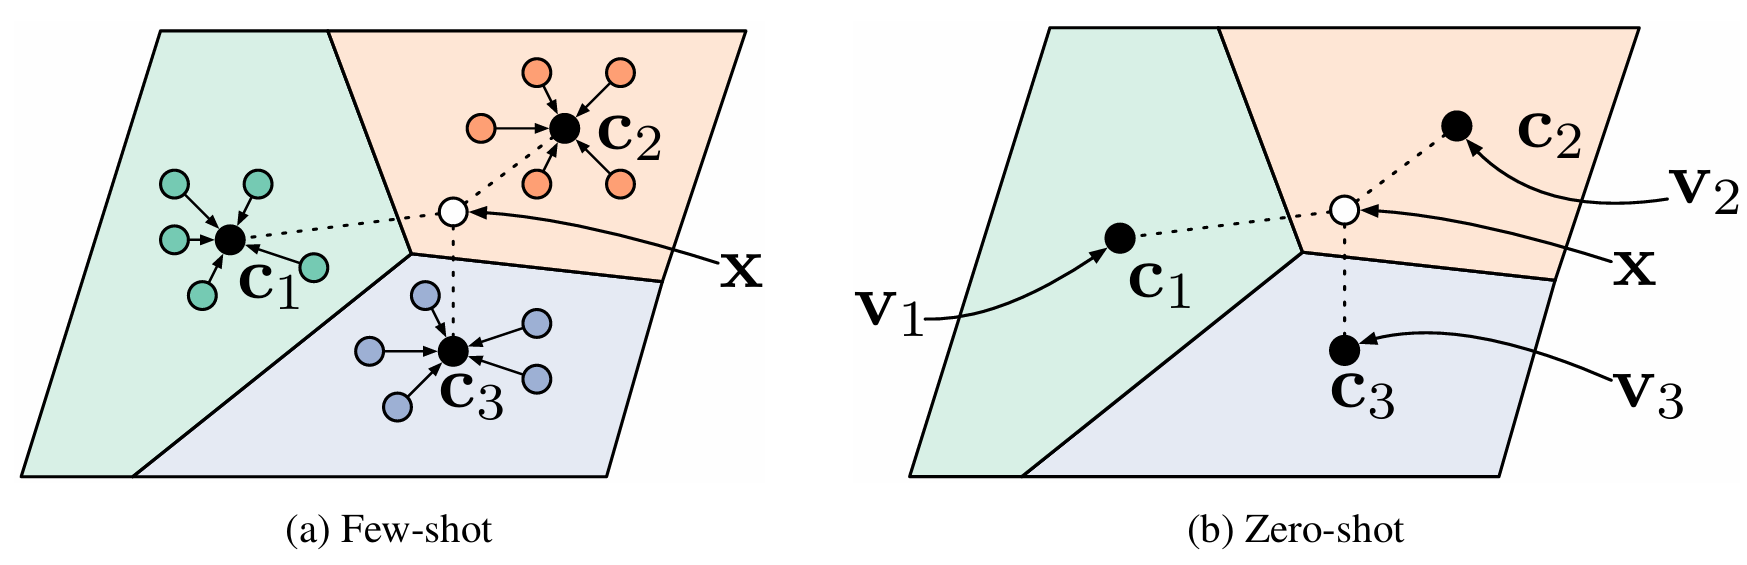 c₂
c₁
x
c₃
(a) Few-shot
c₂
v₂
x
c₁
v₁
c₃
v₃
(b) Zero-shot